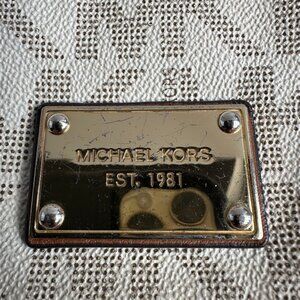 MICHAEL KORS
EST. 1981